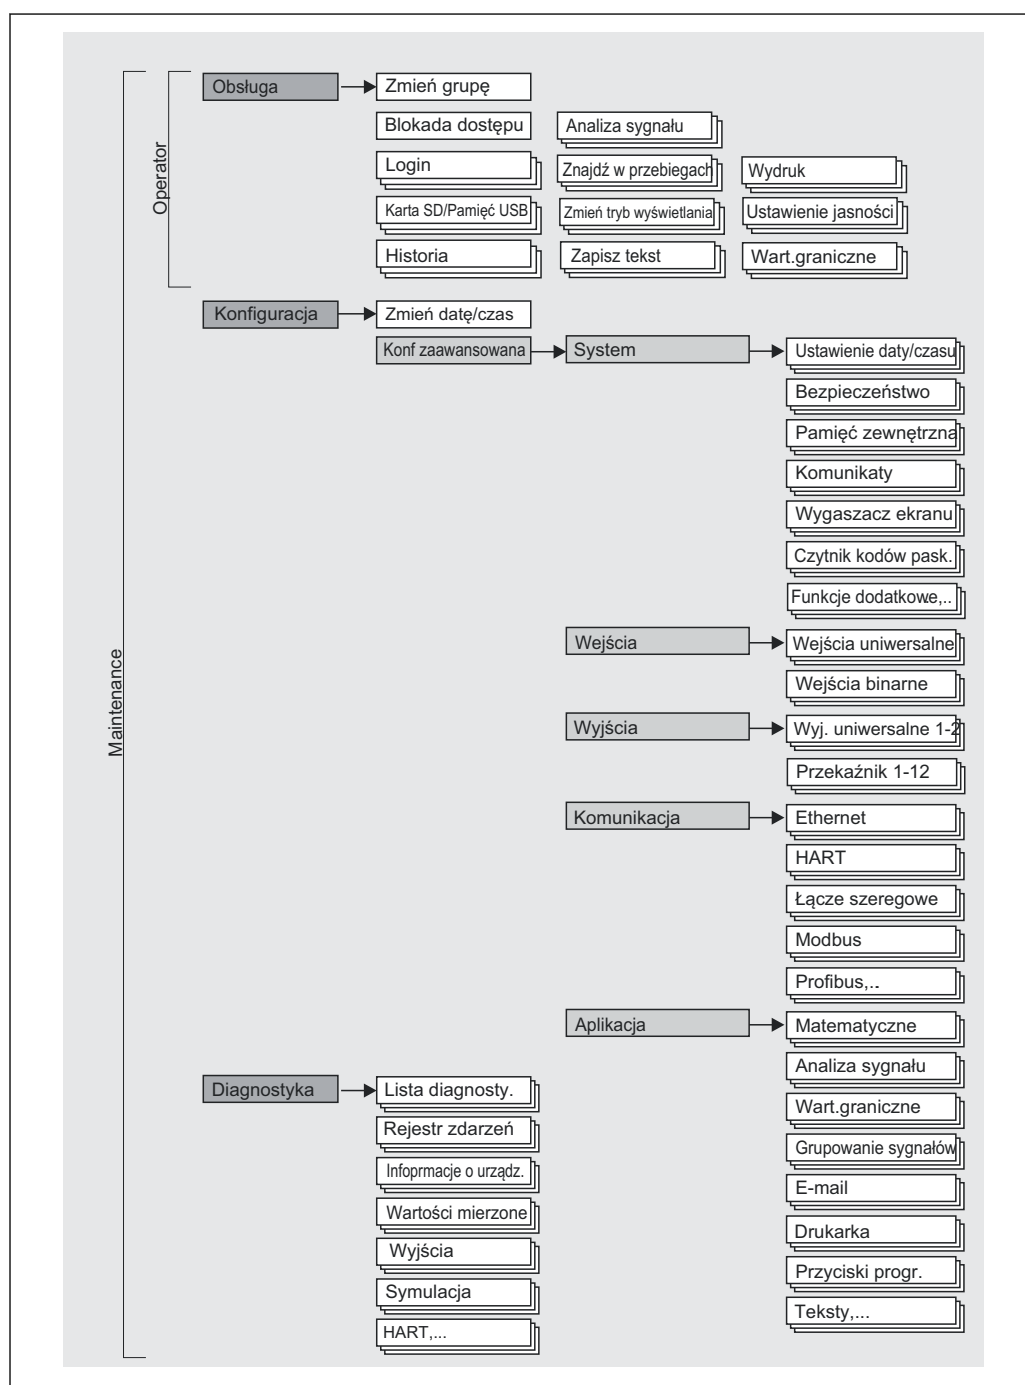 Maintenance
Operator
Obsługa
Zmień grupę
Blokada dostępu
Analiza sygnału
Login
Znajdź w przebiegach
Wydruk
Karta SD/Pamięć USB
Zmień tryb wyświetlania
Ustawienie jasności
Historia
Zapisz tekst
Wart.graniczne
Konfiguracja
Zmień datę/czas
Konf zaawansowana
System
Ustawienie daty/czasu
Bezpieczeństwo
Pamięć zewnętrzna
Komunikaty
Wygaszacz ekranu
Czytnik kodów pask.
Funkcje dodatkowe,..
Wejścia
Wejścia uniwersalne
Wejścia binarne
Wyjścia
Wyj. uniwersalne 1-2
Przekaźnik 1-12
Komunikacja
Ethernet
HART
Łącze szeregowe
Modbus
Profibus,..
Aplikacja
Matematyczne
Analiza sygnału
Wart.graniczne
Grupowanie sygnałów
E-mail
Drukarka
Przyciski progr.
Teksty,...
Diagnostyka
Lista diagnosty.
Rejestr zdarzeń
Infoprmacje o urządz.
Wartości mierzone
Wyjścia
Symulacja
HART,...